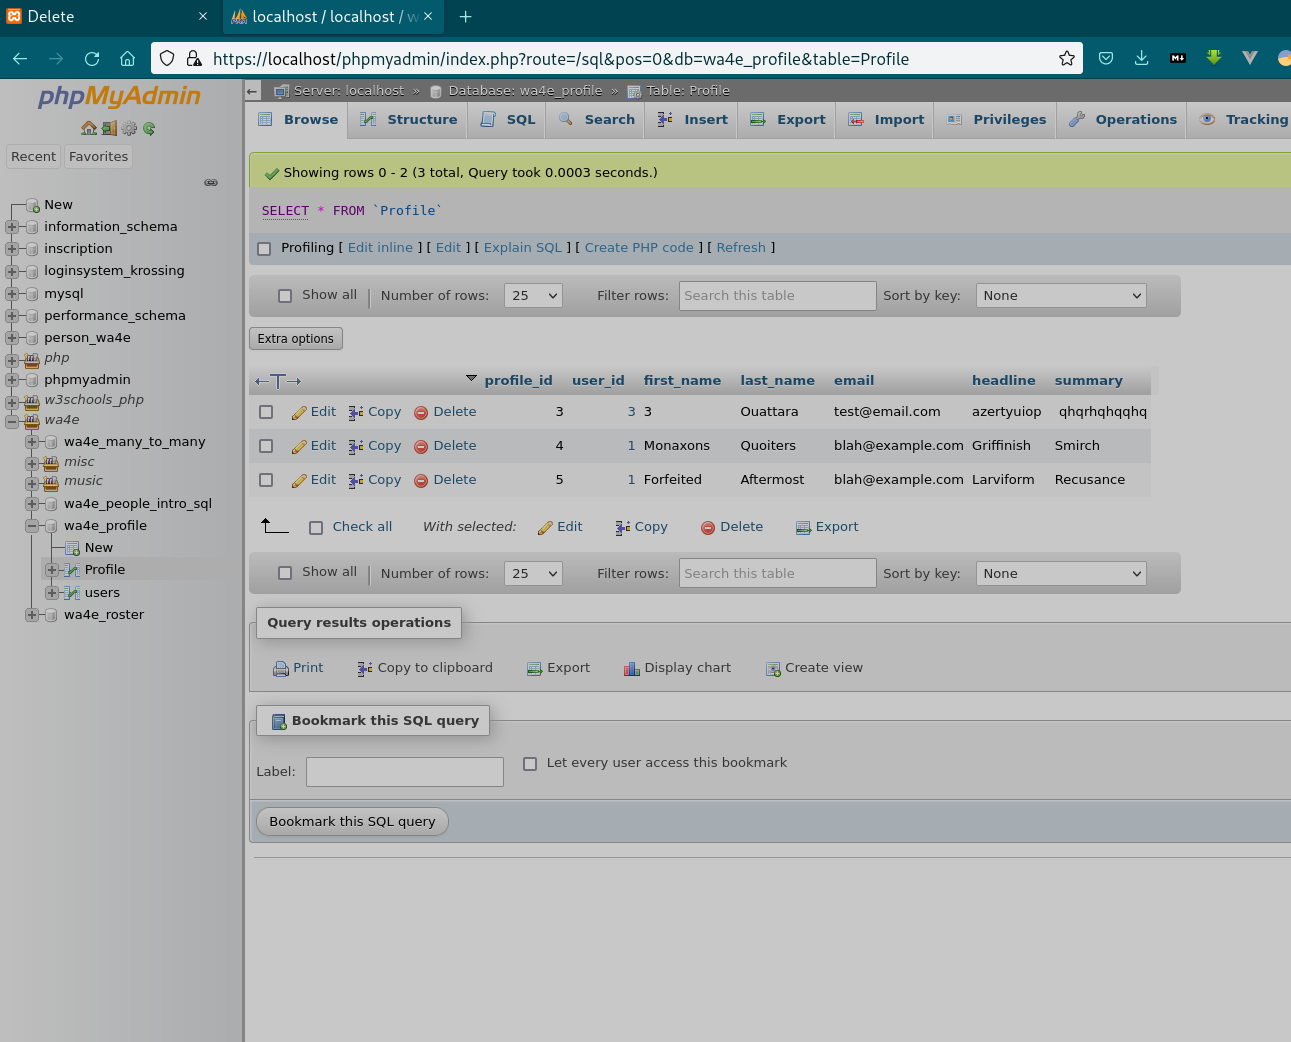 Delete
localhost / localhost / w
https://localhost/phpmyadmin/index.php?route=/sql&pos=0&db=wa4e_profile&table=Profile
M↓
phpMyAdmin
Recent Favorites
New
information_schema
inscription
loginsystem_krossing
mysql
performance_schema
person_wa4e
php
phpmyadmin
w3schools_php
wa4e
wa4e_many_to_many
misc
music
wa4e_people_intro_sql
wa4e_profile
New
Profile
users
wa4e_roster
Server: localhost » Database: wa4e_profile » Table: Profile
Browse Structure SQL Search Insert Export Import Privileges Operations Tracking
Showing rows 0 - 2 (3 total, Query took 0.0003 seconds.)
SELECT * FROM `Profile`
Profiling [ Edit inline ] [ Edit ] [ Explain SQL ] [ Create PHP code ] [ Refresh ]
Show all | Number of rows: 25 Filter rows: Search this table Sort by key: None
Extra options
←T→ profile_id user_id first_name last_name email headline summary
Edit Copy Delete 3 3 3 Ouattara test@email.com azertyuiop qhqrhqhqqhq
Edit Copy Delete 4 1 Monaxons Quoiters blah@example.com Griffinish Smirch
Edit Copy Delete 5 1 Forfeited Aftermost blah@example.com Larviform Recusance
Check all With selected: Edit Copy Delete Export
Show all | Number of rows: 25 Filter rows: Search this table Sort by key: None
Query results operations
Print Copy to clipboard Export Display chart Create view
Bookmark this SQL query
Label: Let every user access this bookmark
Bookmark this SQL query